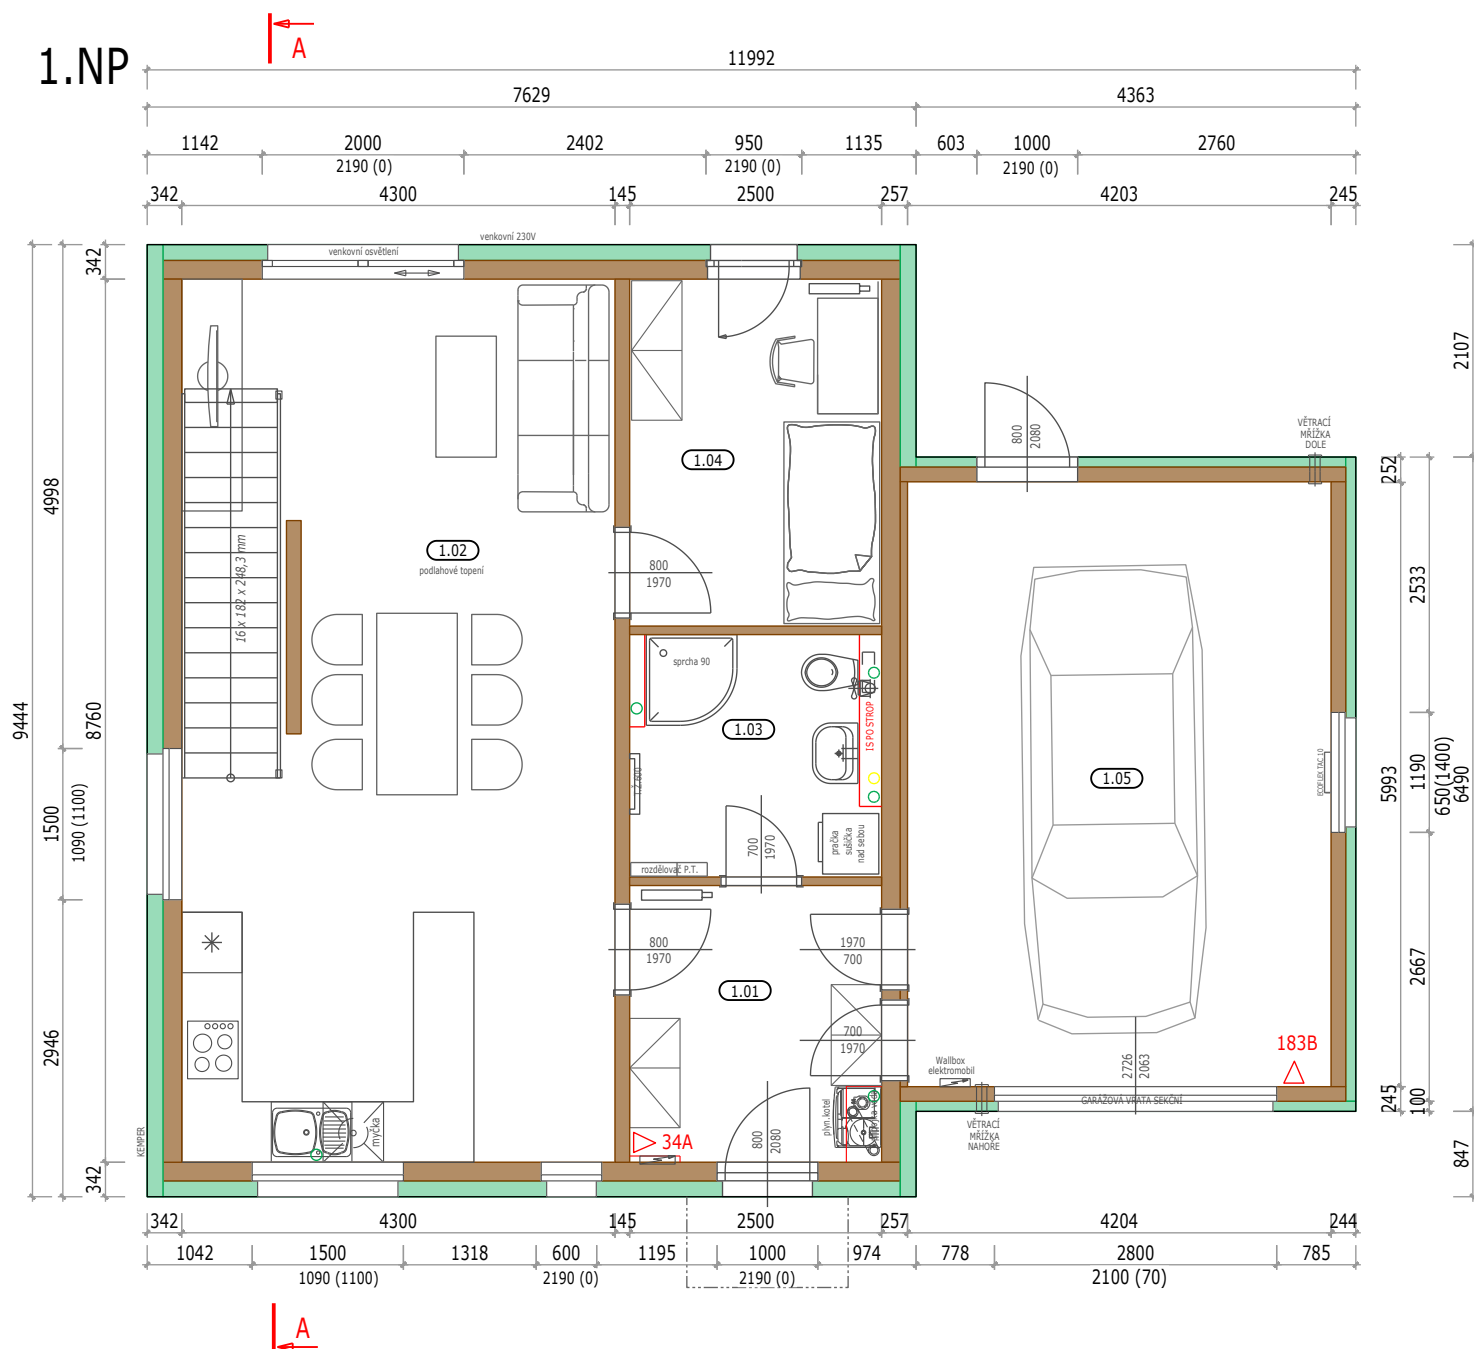 A
1.NP
11992
7629
4363
1142
2000
2402
950
1135
603
1000
2760
2190 (0)
2190 (0)
2190 (0)
342
4300
145
2500
257
4203
245
venkovní 230V
venkovní osvětlení
342
2107
800
2080
VĚTRACÍ
MŘÍŽKA
DOLE
1.04
252
4998
16 x 182 x 248,3 mm
1.02
podlahové topení
800
1970
2533
sprcha 90
9444
8760
1.03
IS PO STROP
1.05
ECOFLEX TAC 10
5993
1190
650(1400)
6490
1500
1090 (1100)
700
1970
pračka
sušička
nad sebou
rozdělovač P.T.
800
1970
1970
700
1.01
2667
2946
700
1970
Wallbox
elektromobil
2726
2063
183B
GARÁŽOVÁ VRATA SEKČNÍ
245
100
plyn.kotel
myčka
KEMPER
34A
800
2080
VĚTRACÍ
MŘÍŽKA
NAHOŘE
342
847
342
4300
145
2500
257
4204
244
1042
1500
1318
600
1195
1000
974
778
2800
785
1090 (1100)
2190 (0)
2190 (0)
2100 (70)
A